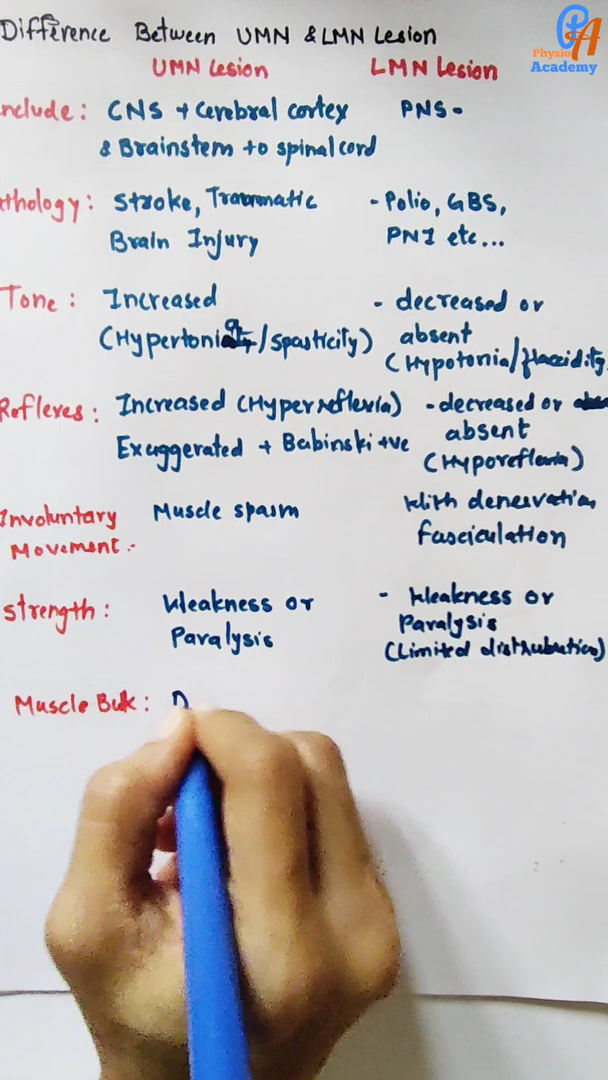 Difference Between UMN & LMN Lesion
Physio
Academy
UMN Lesion LMN Lesion
nclude: CNS + Cerebral cortex PNS-
& Brainstem to spinal cord
thology: Stroke, Traumatic - Polio, GBS,
Brain Injury PNI etc...
Tone: Increased - decreased or
(Hypertonia/spasticity) absent
(Hypotonia/flaccidity
Reflexes: Increased (Hyperreflexia) - decreased or
Exaggerated + Babinski +ve absent
(Hyporeflexia)
Involuntary Muscle spasm With denervation,
Movement:- fasciculation
strength: Weakness or - Weakness or
Paralysis Paralysis
(Limited distribution)
Muscle Buk: D